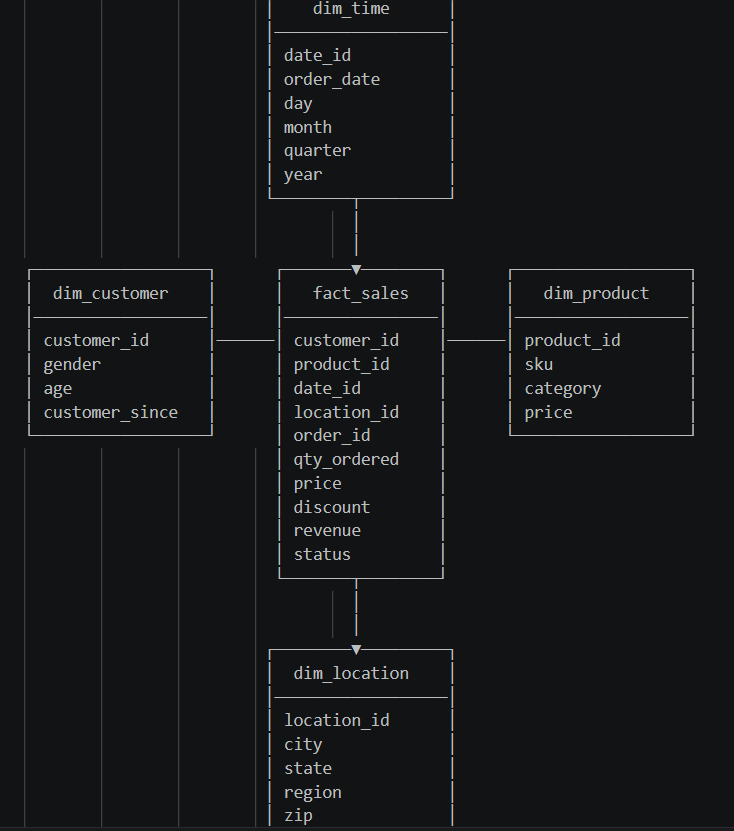 dim_time
date_id
order_date
day
month
quarter
year
dim_customer
customer_id
gender
age
customer_since
fact_sales
customer_id
product_id
date_id
location_id
order_id
qty_ordered
price
discount
revenue
status
dim_product
product_id
sku
category
price
dim_location
location_id
city
state
region
zip